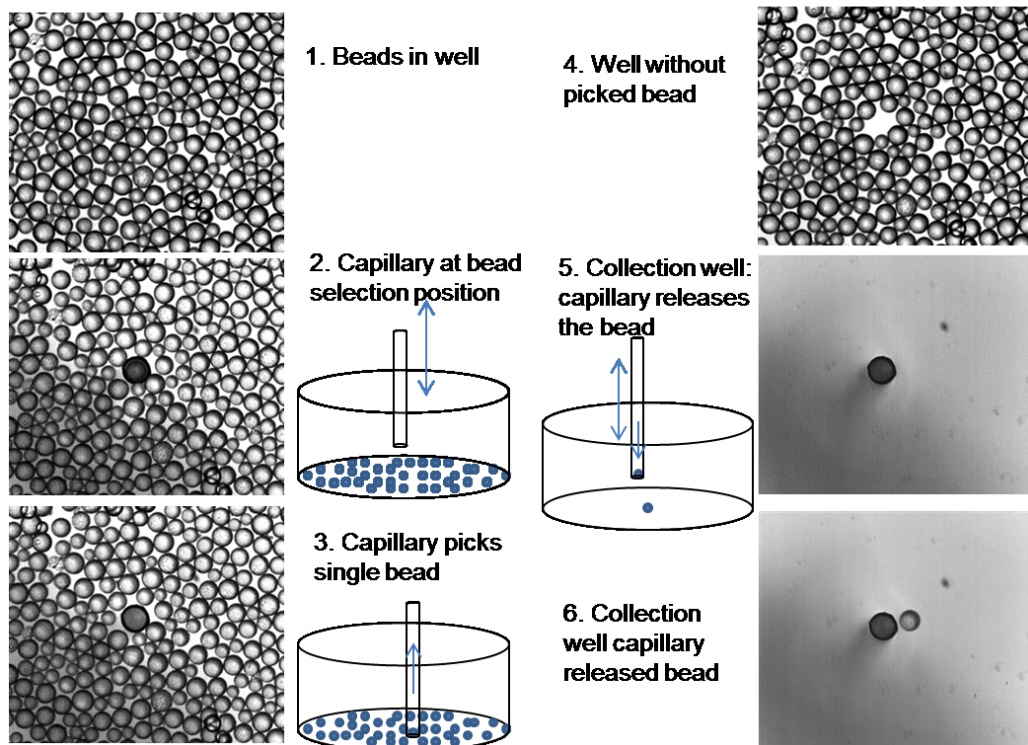 1. Beads in well
2. Capillary at bead
selection position
3. Capillary picks
single bead
4. Well without
picked bead
5. Collection well:
capillary releases
the bead
6. Collection
well capillary
released bead